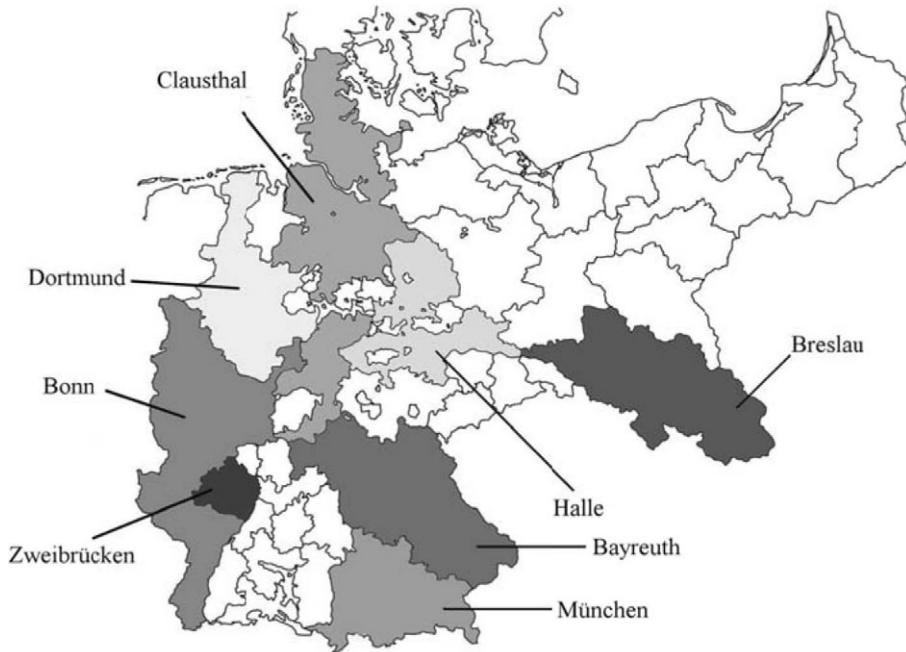 Clausthal
Dortmund
Breslau
Bonn
Halle
Bayreuth
Zweibrücken
München